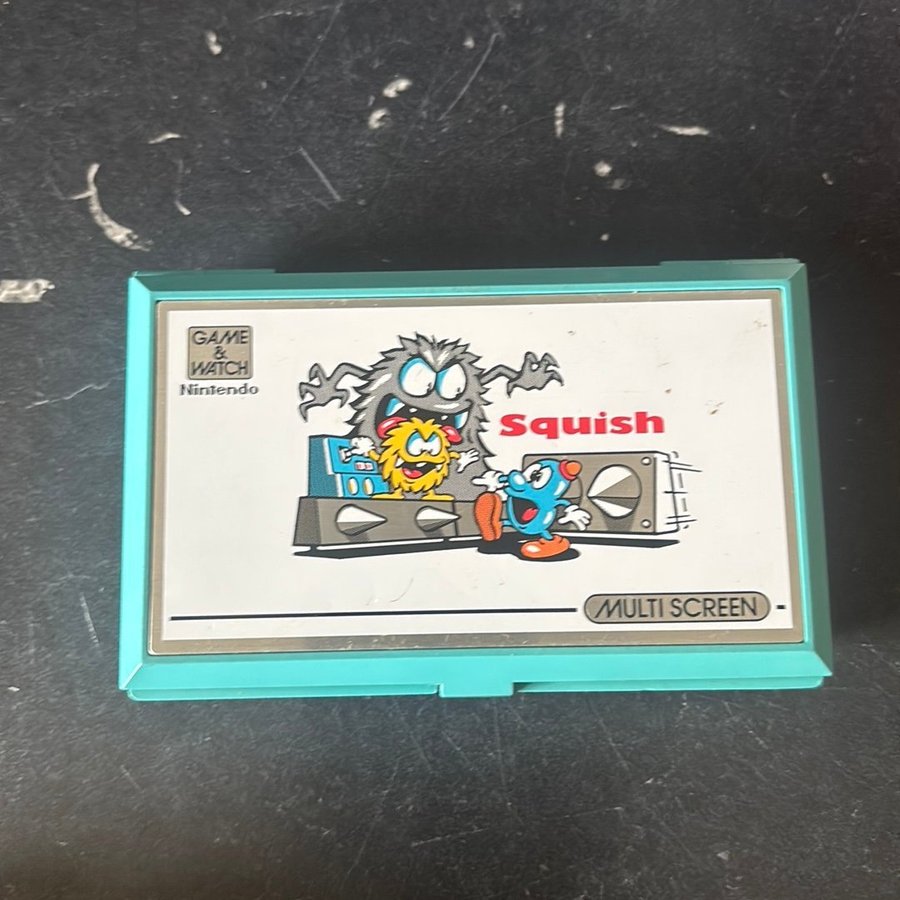 GAME
&
WATCH
Nintendo
Squish
MULTI SCREEN